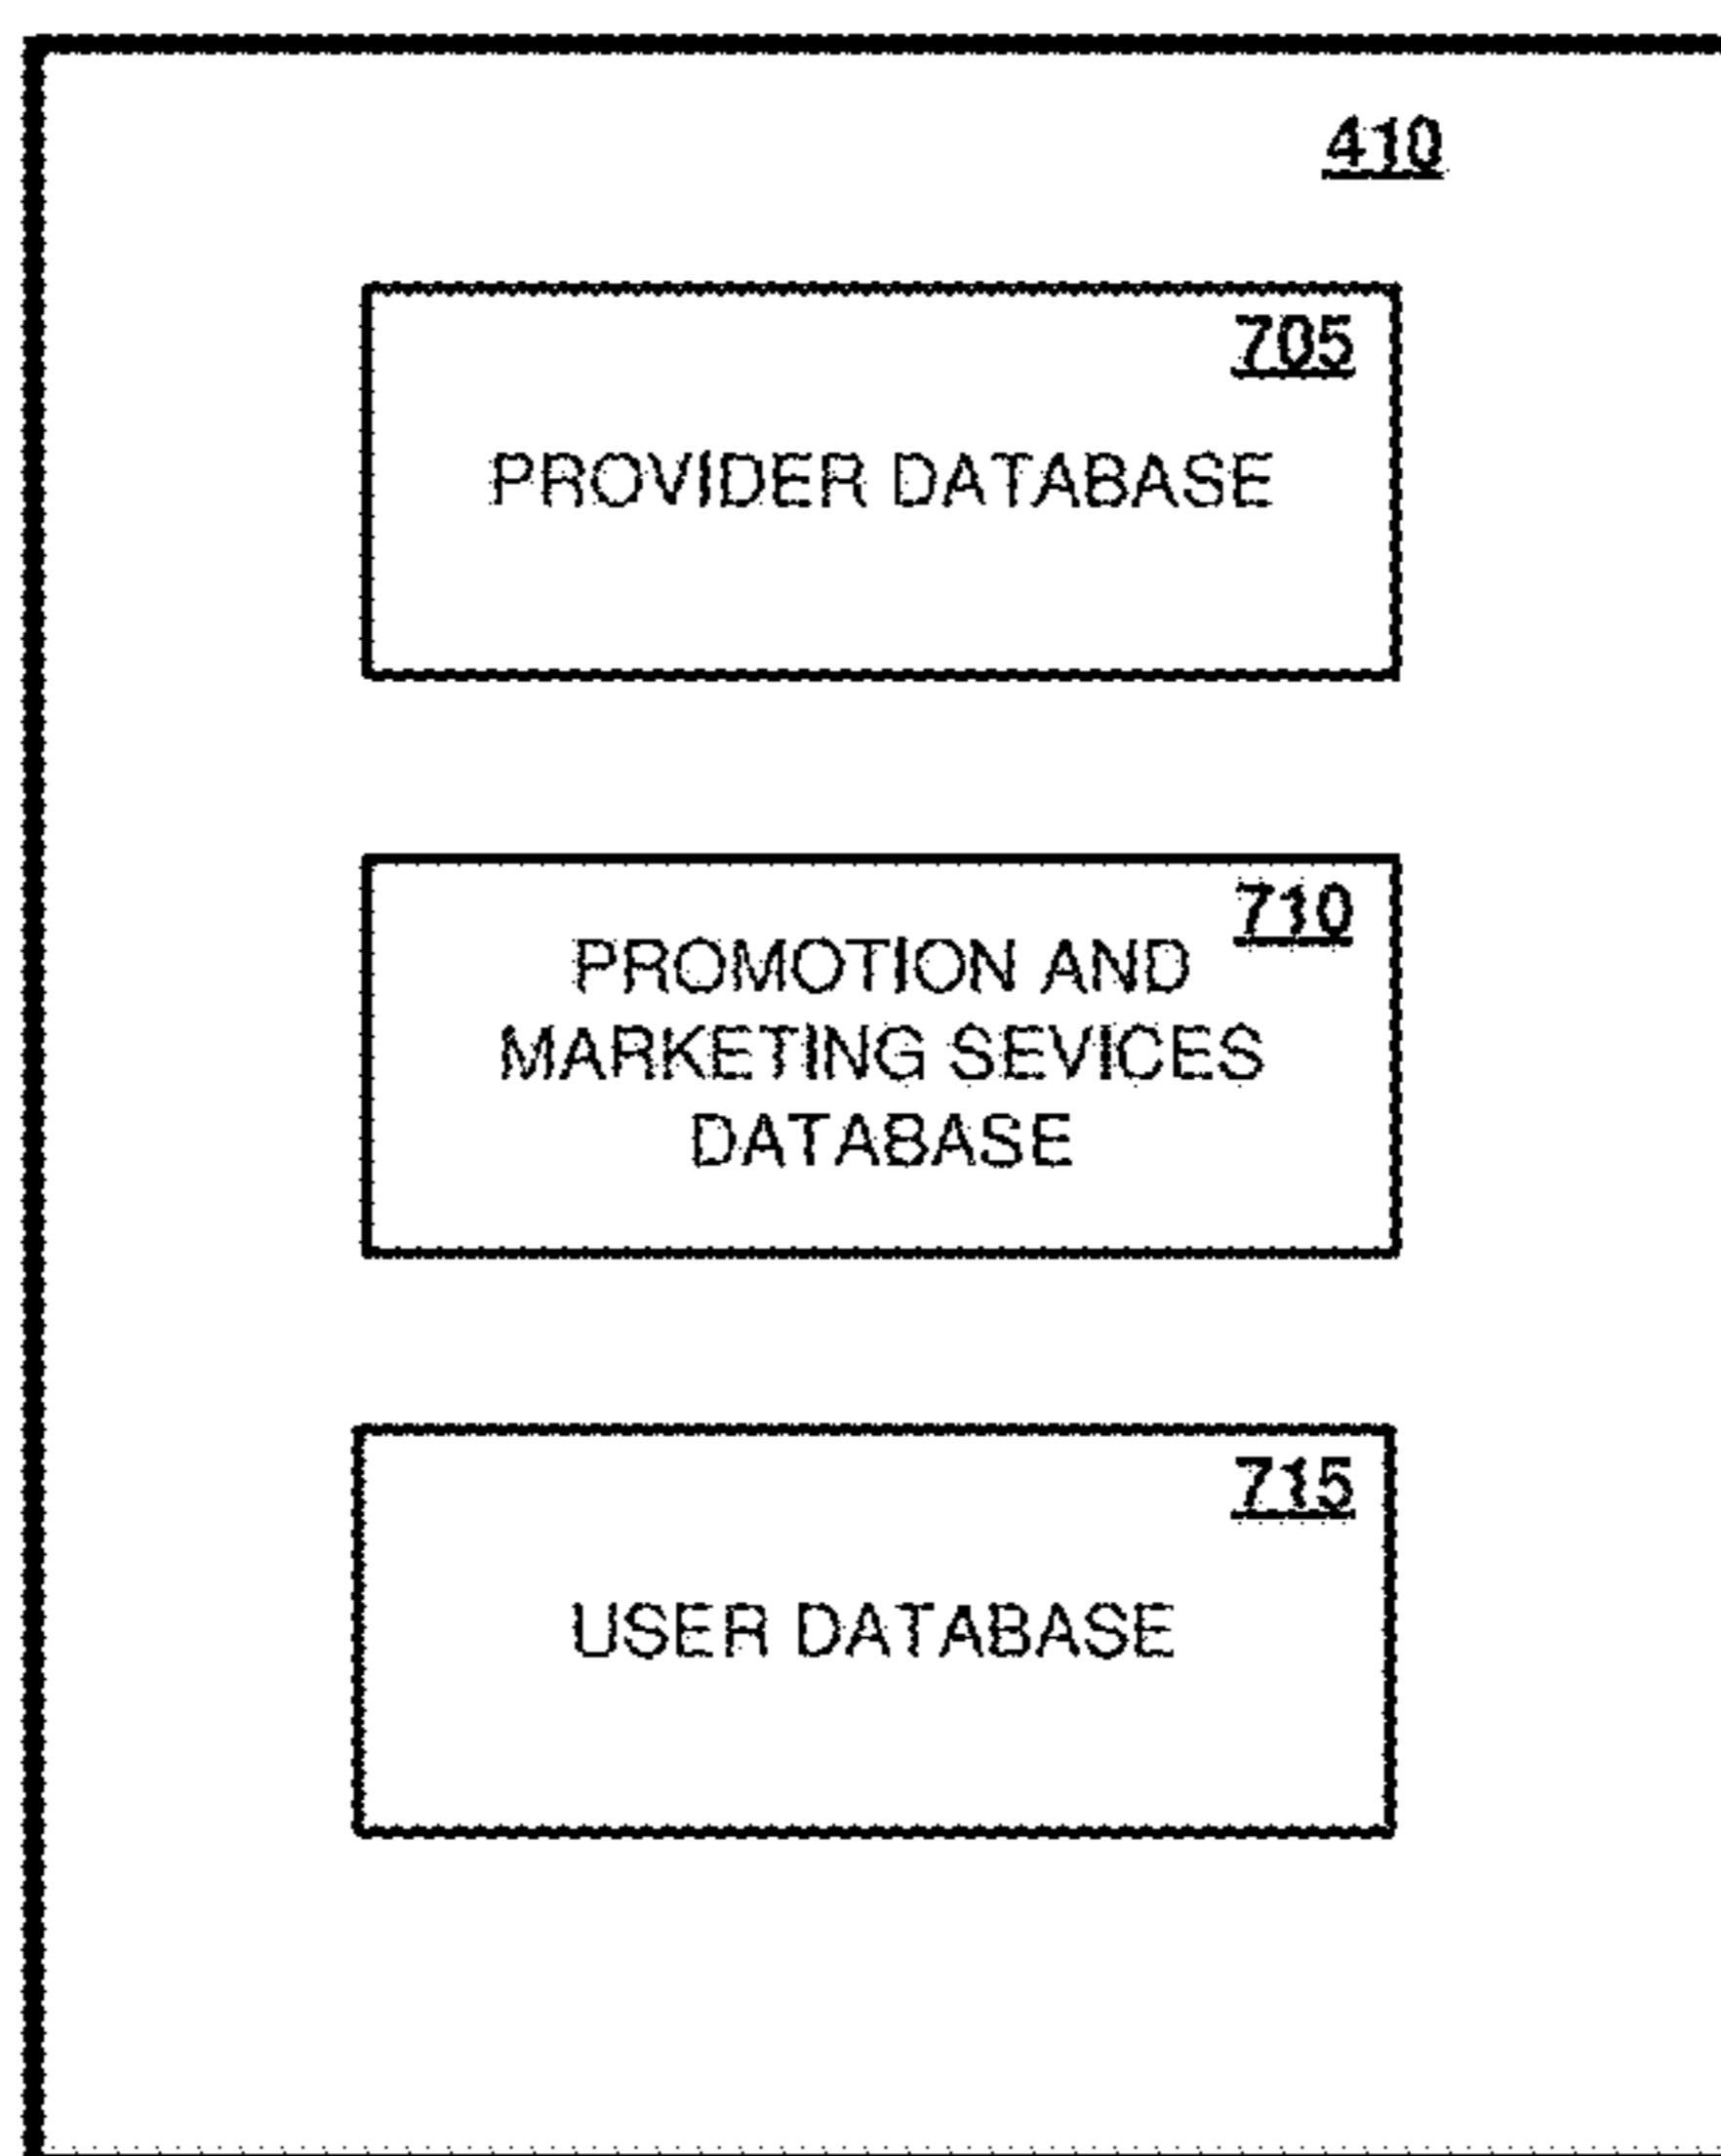 410
705
PROVIDER DATABASE
710
PROMOTION AND
MARKETING SEVICES
DATABASE
715
USER DATABASE